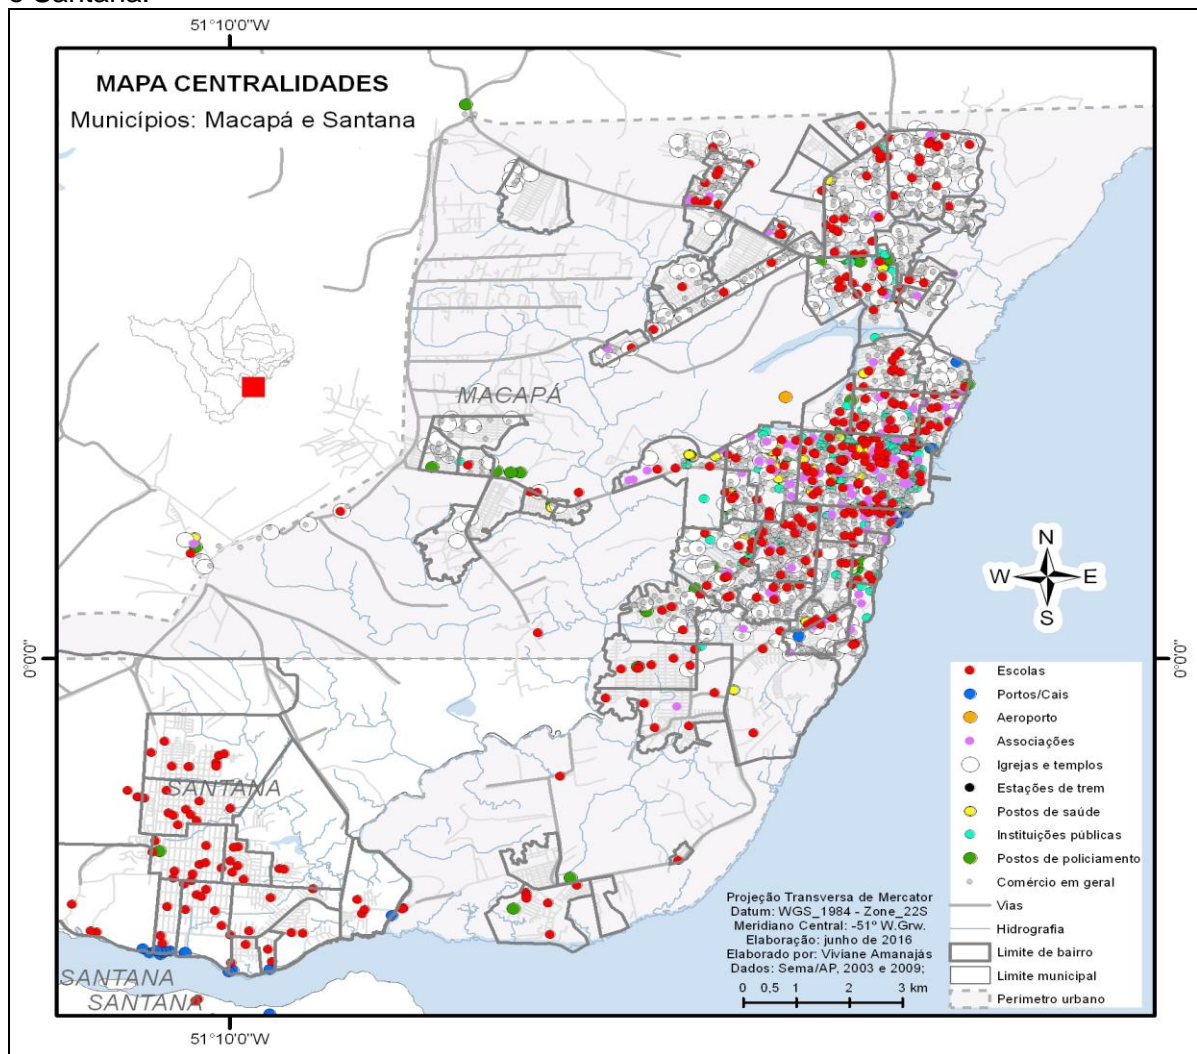 e Santana.
51°10'0"W
MAPA CENTRALIDADES
Municípios: Macapá e Santana
MACAPÁ
N
W E
S
0°0'0"
0°0'0"
SANTANA
Escolas
Portos/Cais
Aeroporto
Associações
Igrejas e templos
Estações de trem
Postos de saúde
Instituições públicas
Postos de policiamento
Comércio em geral
Vias
Hidrografia
Limite de bairro
Limite municipal
Perímetro urbano
Projeção Transversa de Mercator
Datum: WGS_1984 - Zone_22S
Meridiano Central: -51° W.Grw.
Elaboração: junho de 2016
Elaborado por: Viviane Amanajás
Dados: Sema/AP, 2003 e 2009;
0 0,5 1 2 3 km
SANTANA
SANTANA
51°10'0"W